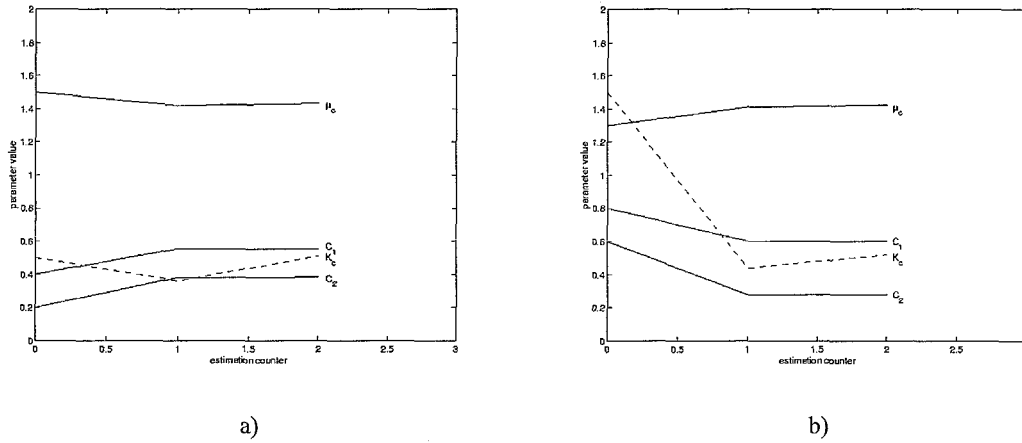 2
1.8
1.6
1.4
1.2
1
0.8
0.6
0.4
0.2
0
parameter value
μc
C1
Kc
C2
0 0.5 1 1.5 2 2.5 3
estimetion counter
a)
2
1.8
1.6
1.4
1.2
1
0.8
0.6
0.4
0.2
0
parameter value
μc
C1
Kc
C2
0 0.5 1 1.5 2 2.5
estimetion counter
b)